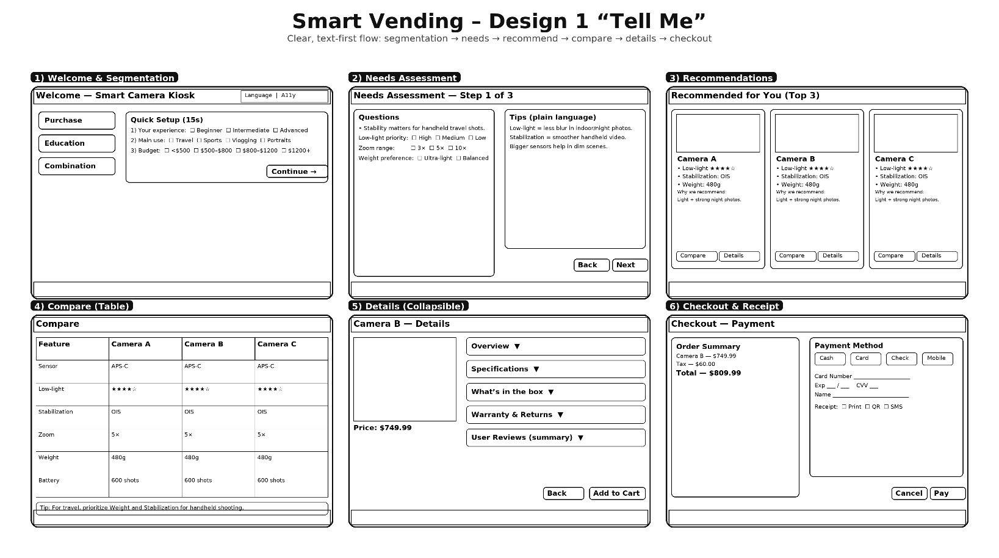 Smart Vending – Design 1 “Tell Me”
Clear, text-first flow: segmentation → needs → recommend → compare → details → checkout
1) Welcome & Segmentation
Welcome — Smart Camera Kiosk
Language | A11y
Purchase
Education
Combination
Quick Setup (15s)
1) Your experience: ☐ Beginner ☐ Intermediate ☐ Advanced
2) Main use: ☐ Travel ☐ Sports ☐ Vlogging ☐ Portraits
3) Budget: ☐ <$500 ☐ $500–$800 ☐ $800–$1200 ☐ $1200+
Continue →
2) Needs Assessment
Needs Assessment — Step 1 of 3
Questions
• Stability matters for handheld travel shots.
Low-light priority: ☐ High ☐ Medium ☐ Low
Zoom range: ☐ 3× ☐ 5× ☐ 10×
Weight preference: ☐ Ultra-light ☐ Balanced
Tips (plain language)
Low-light = less blur in indoor/night photos.
Stabilization = smoother handheld video.
Bigger sensors help in dim scenes.
Back
Next
3) Recommendations
Recommended for You (Top 3)
Camera A
• Low-light ★★★★☆
• Stabilization: OIS
• Weight: 480g
Why we recommend:
Light + strong night photos.
Compare
Details
Camera B
• Low-light ★★★★☆
• Stabilization: OIS
• Weight: 480g
Why we recommend:
Light + strong night photos.
Compare
Details
Camera C
• Low-light ★★★★☆
• Stabilization: OIS
• Weight: 480g
Why we recommend:
Light + strong night photos.
Compare
Details
4) Compare (Table)
Compare
Feature Camera A Camera B Camera C
Sensor APS-C APS-C APS-C
Low-light ★★★★☆ ★★★★☆ ★★★★☆
Stabilization OIS OIS OIS
Zoom 5× 5× 5×
Weight 480g 480g 480g
Battery 600 shots 600 shots 600 shots
Tip: For travel, prioritize Weight and Stabilization for handheld shooting.
5) Details (Collapsible)
Camera B — Details
Price: $749.99
Overview ▼
Specifications ▼
What’s in the box ▼
Warranty & Returns ▼
User Reviews (summary) ▼
Back
Add to Cart
6) Checkout & Receipt
Checkout — Payment
Order Summary
Camera B — $749.99
Tax — $60.00
Total — $809.99
Payment Method
Cash
Card
Check
Mobile
Card Number ____________________
Exp ___ / ___ CVV ___
Name ___________________________
Receipt: ☐ Print ☐ QR ☐ SMS
Cancel
Pay